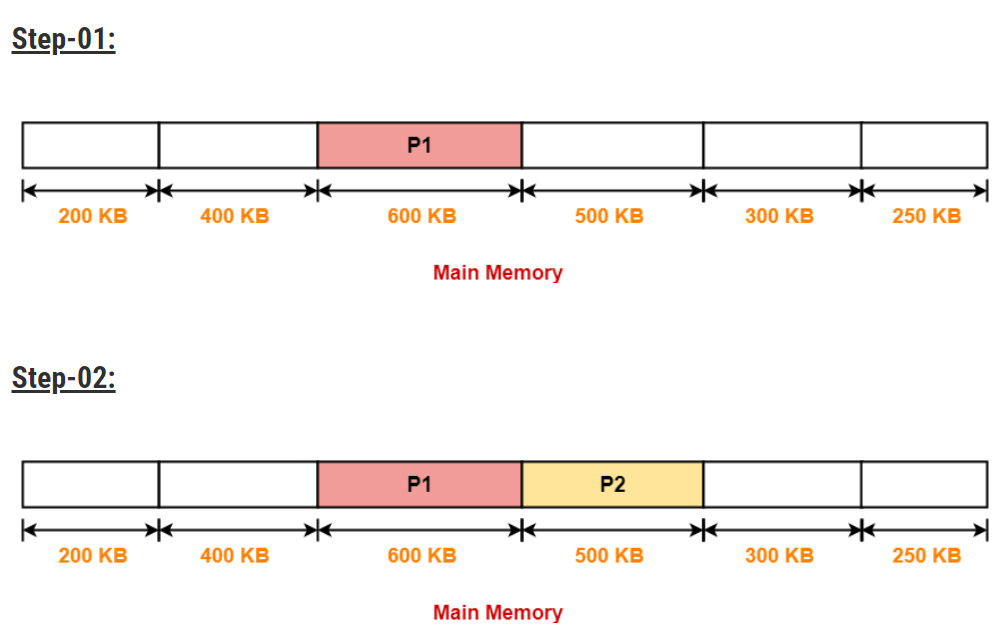 Step-01:
P1
200 KB 400 KB 600 KB 500 KB 300 KB 250 KB
Main Memory
Step-02:
P1 P2
200 KB 400 KB 600 KB 500 KB 300 KB 250 KB
Main Memory